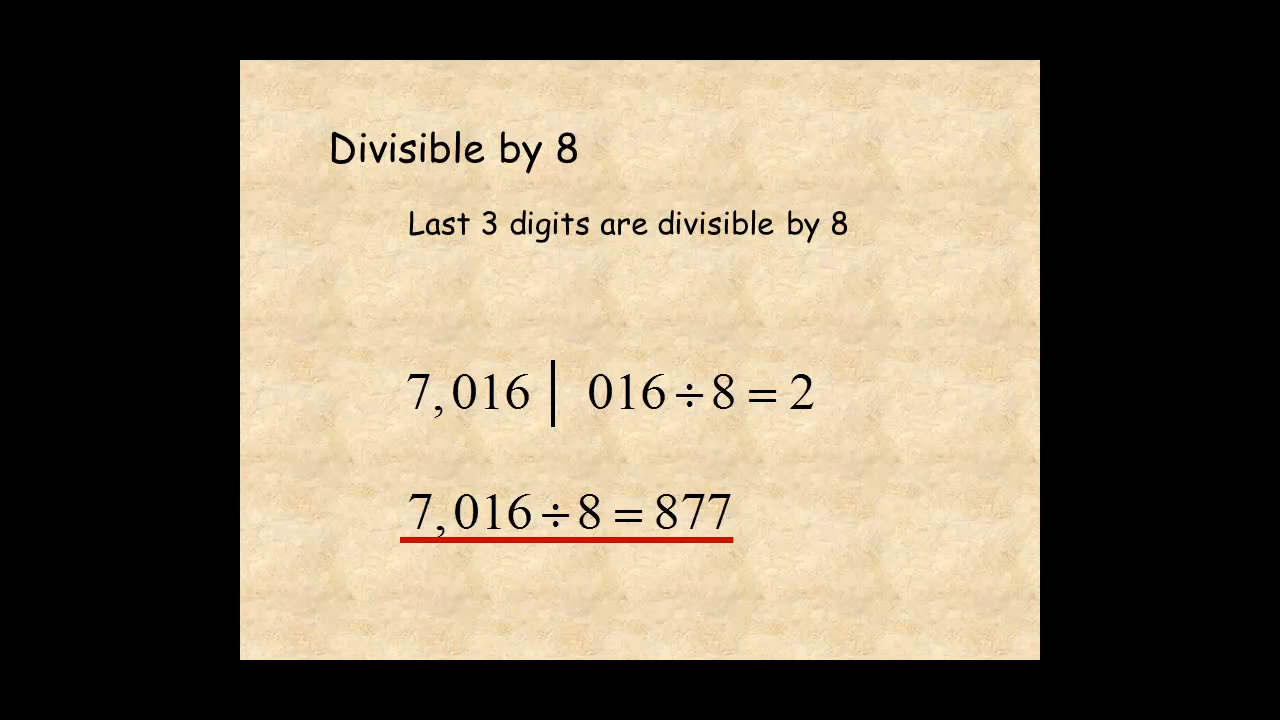 Divisible by 8
Last 3 digits are divisible by 8
7,016 | 016 ÷ 8 = 2
7,016 ÷ 8 = 877